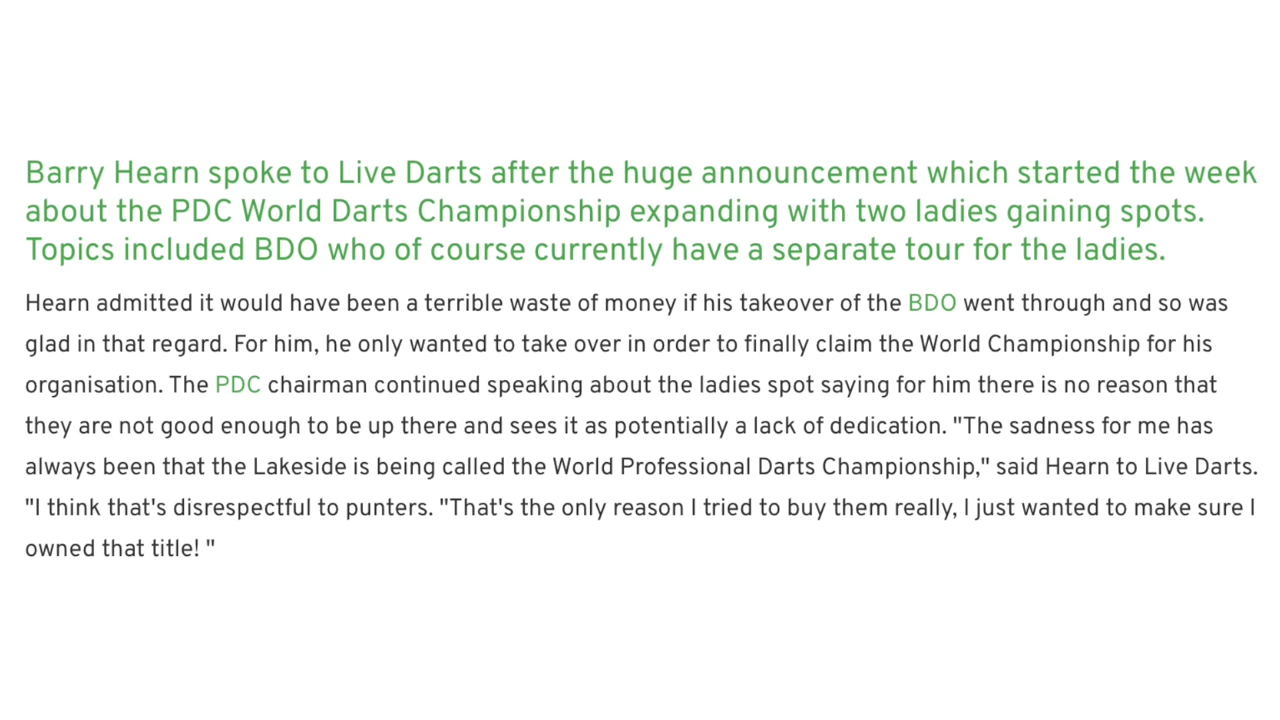 Barry Hearn spoke to Live Darts after the huge announcement which started the week
about the PDC World Darts Championship expanding with two ladies gaining spots.
Topics included BDO who of course currently have a separate tour for the ladies.
Hearn admitted it would have been a terrible waste of money if his takeover of the BDO went through and so was
glad in that regard. For him, he only wanted to take over in order to finally claim the World Championship for his
organisation. The PDC chairman continued speaking about the ladies spot saying for him there is no reason that
they are not good enough to be up there and sees it as potentially a lack of dedication. "The sadness for me has
always been that the Lakeside is being called the World Professional Darts Championship," said Hearn to Live Darts.
"I think that's disrespectful to punters. "That's the only reason I tried to buy them really, I just wanted to make sure I
owned that title! "